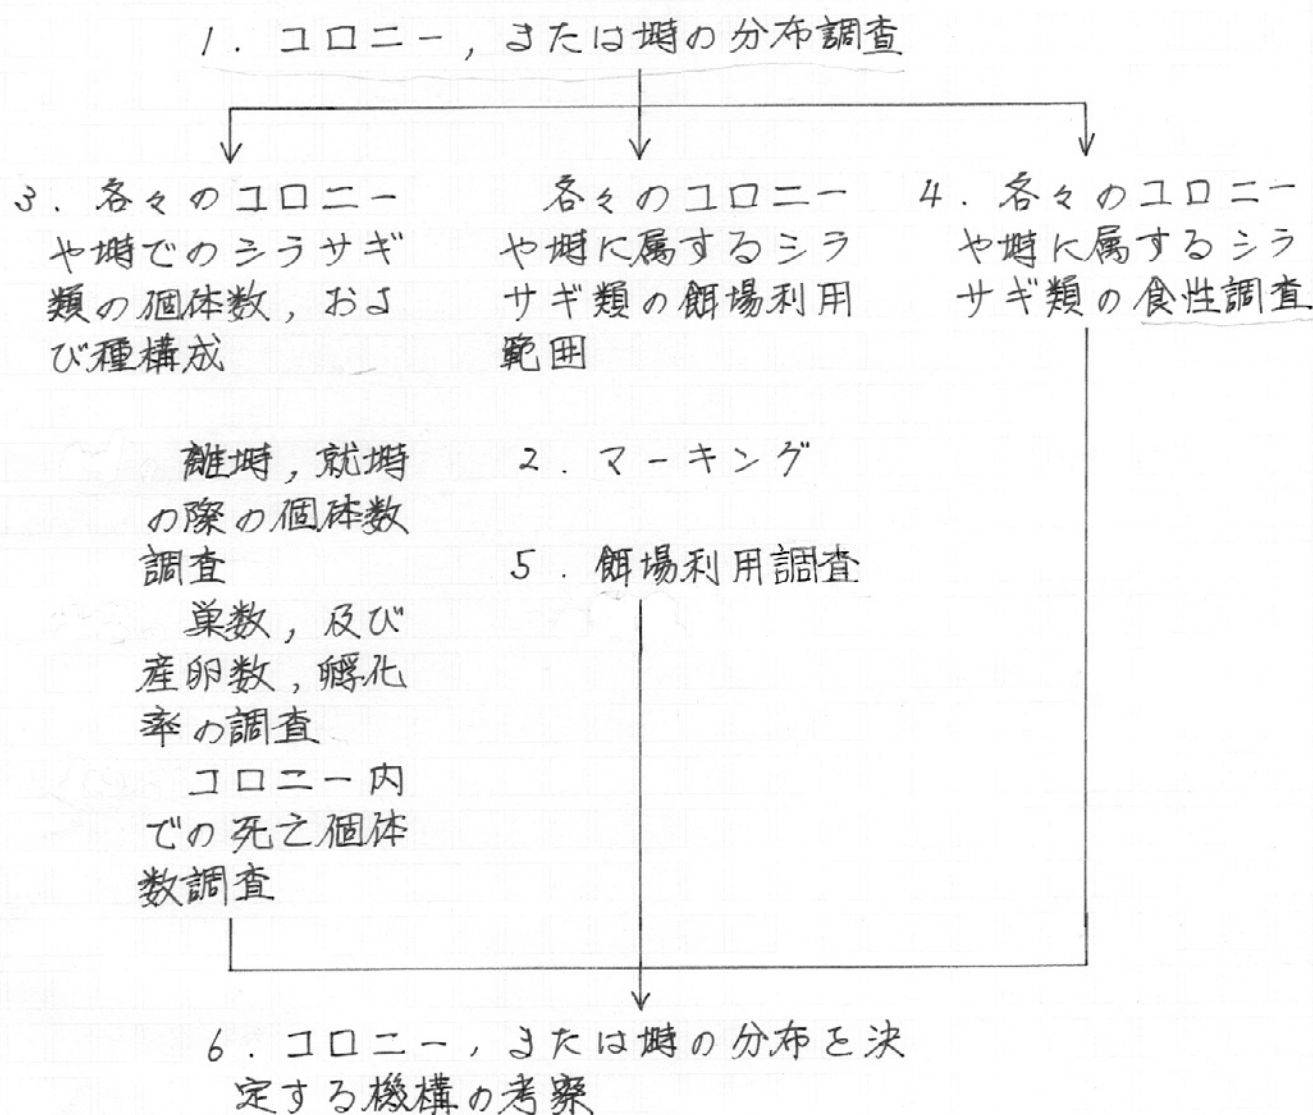 1. コロニー,または塒の分布調査
3. 各々のコロニー
や塒でのシラサギ
類の個体数,およ
び種構成
離塒,就塒
の際の個体数
調査
巣数,及び
産卵数,孵化
率の調査
コロニー内
での死亡個体
数調査
各々のコロニー
や塒に属するシラ
サギ類の餌場利用
範囲
2. マーキング
5. 餌場利用調査
4. 各々のコロニー
や塒に属するシラ
サギ類の食性調査
6. コロニー,または塒の分布を決
定する機構の考察